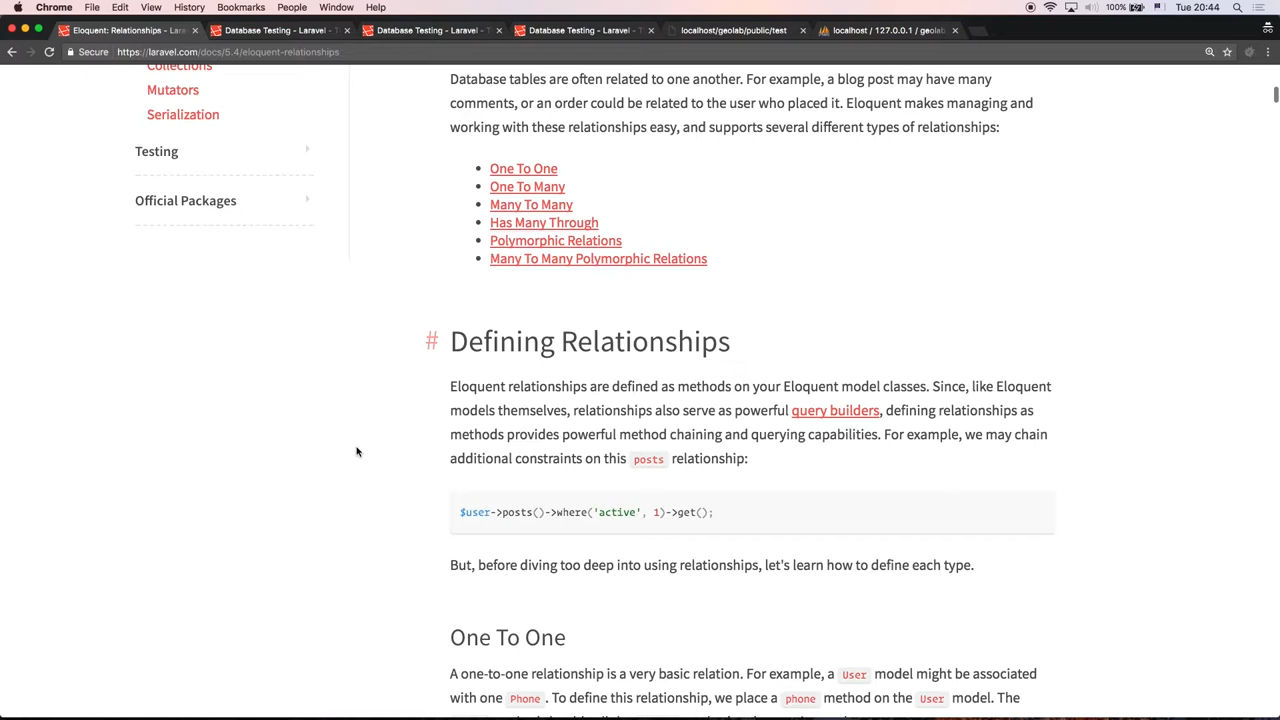 Chrome File Edit View History Bookmarks People Window Help 100% Tue 20:44
Eloquent: Relationships - Lara Database Testing - Laravel - Database Testing - Laravel - Database Testing - Laravel - localhost/geolab/public/test localhost / 127.0.0.1 / geolab
Secure https://laravel.com/docs/5.4/eloquent-relationships
Collections
Mutators
Serialization
Testing
Official Packages
Database tables are often related to one another. For example, a blog post may have many
comments, or an order could be related to the user who placed it. Eloquent makes managing and
working with these relationships easy, and supports several different types of relationships:
• One To One
• One To Many
• Many To Many
• Has Many Through
• Polymorphic Relations
• Many To Many Polymorphic Relations
# Defining Relationships
Eloquent relationships are defined as methods on your Eloquent model classes. Since, like Eloquent
models themselves, relationships also serve as powerful query builders, defining relationships as
methods provides powerful method chaining and querying capabilities. For example, we may chain
additional constraints on this posts relationship:
$user->posts()->where('active', 1)->get();
But, before diving too deep into using relationships, let's learn how to define each type.
One To One
A one-to-one relationship is a very basic relation. For example, a User model might be associated
with one Phone. To define this relationship, we place a phone method on the User model. The